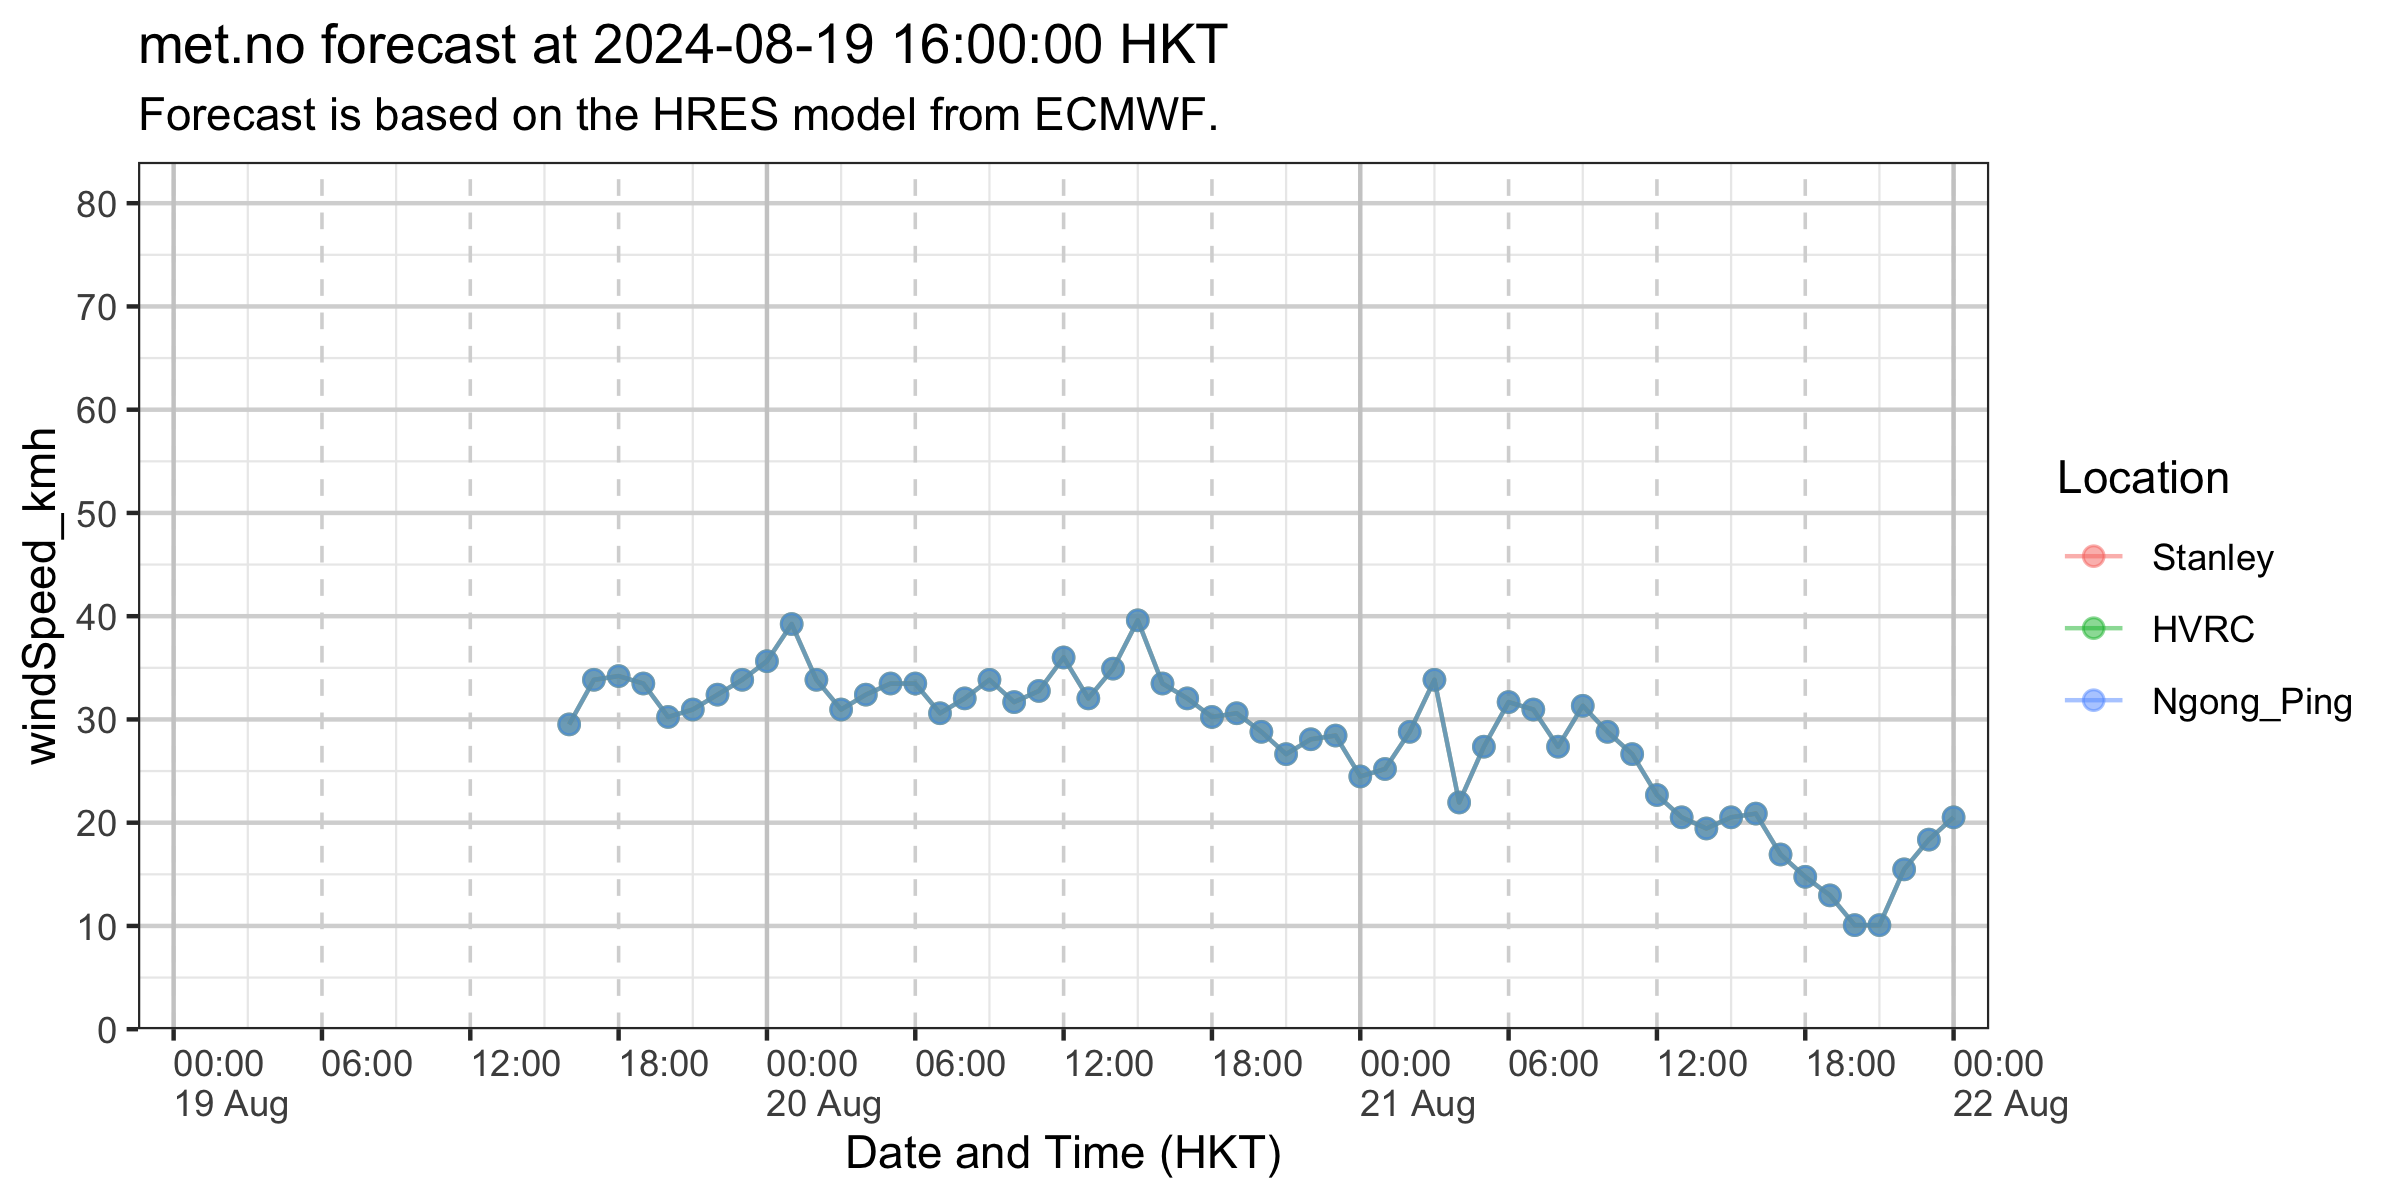 met.no forecast at 2024-08-19 16:00:00 HKT
Forecast is based on the HRES model from ECMWF.
windSpeed_kmh
80
70
60
50
40
30
20
10
0
00:00 06:00 12:00 18:00 00:00 06:00 12:00 18:00 00:00 06:00 12:00 18:00 00:00
19 Aug 20 Aug 21 Aug 22 Aug
Date and Time (HKT)
Location
Stanley
HVRC
Ngong_Ping